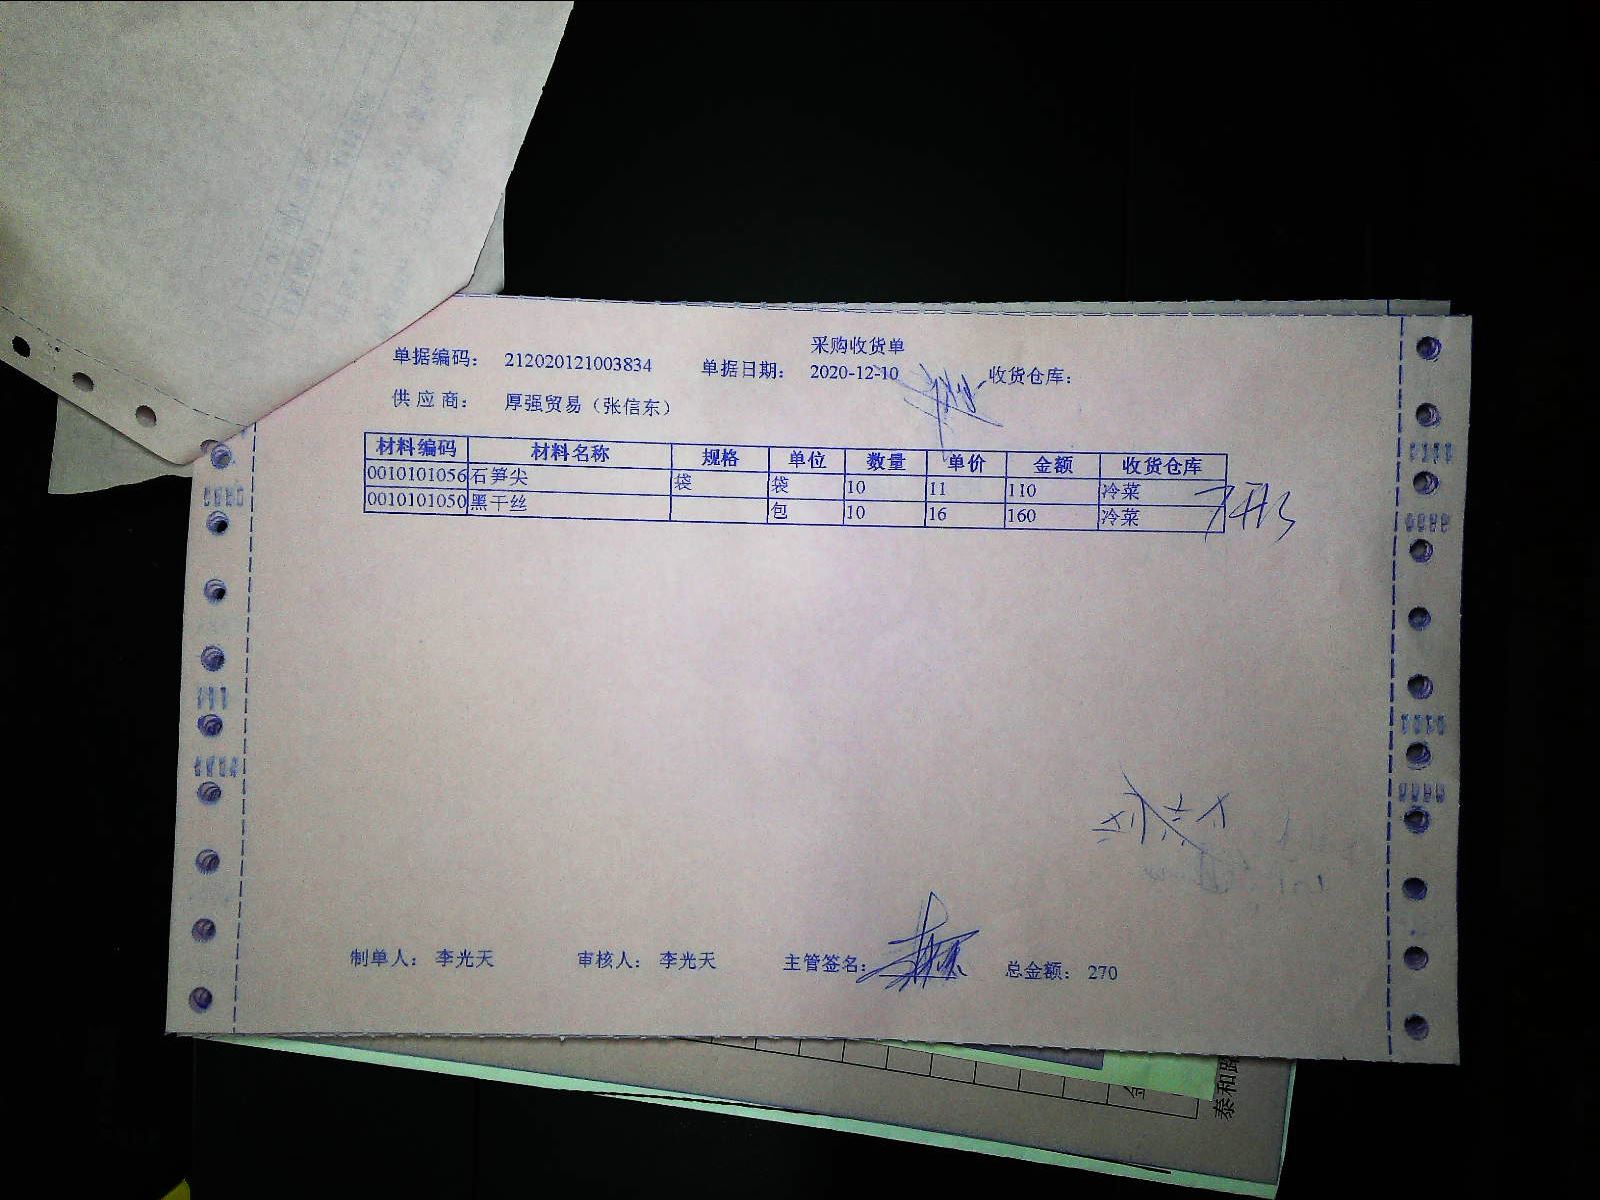 采购收货单
单据编码： 212020121003834 单据日期： 2020-12-10 收货仓库：
供应商： 厚强贸易（张信东）
材料编码 材料名称 规格 单位 数量 单价 金额 收货仓库
0010101056 石笋尖 袋 袋 10 11 110 冷菜
0010101050 黑干丝 包 10 16 160 冷菜
制单人： 李光天 审核人： 李光天 主管签名： 总金额： 270
泰和路